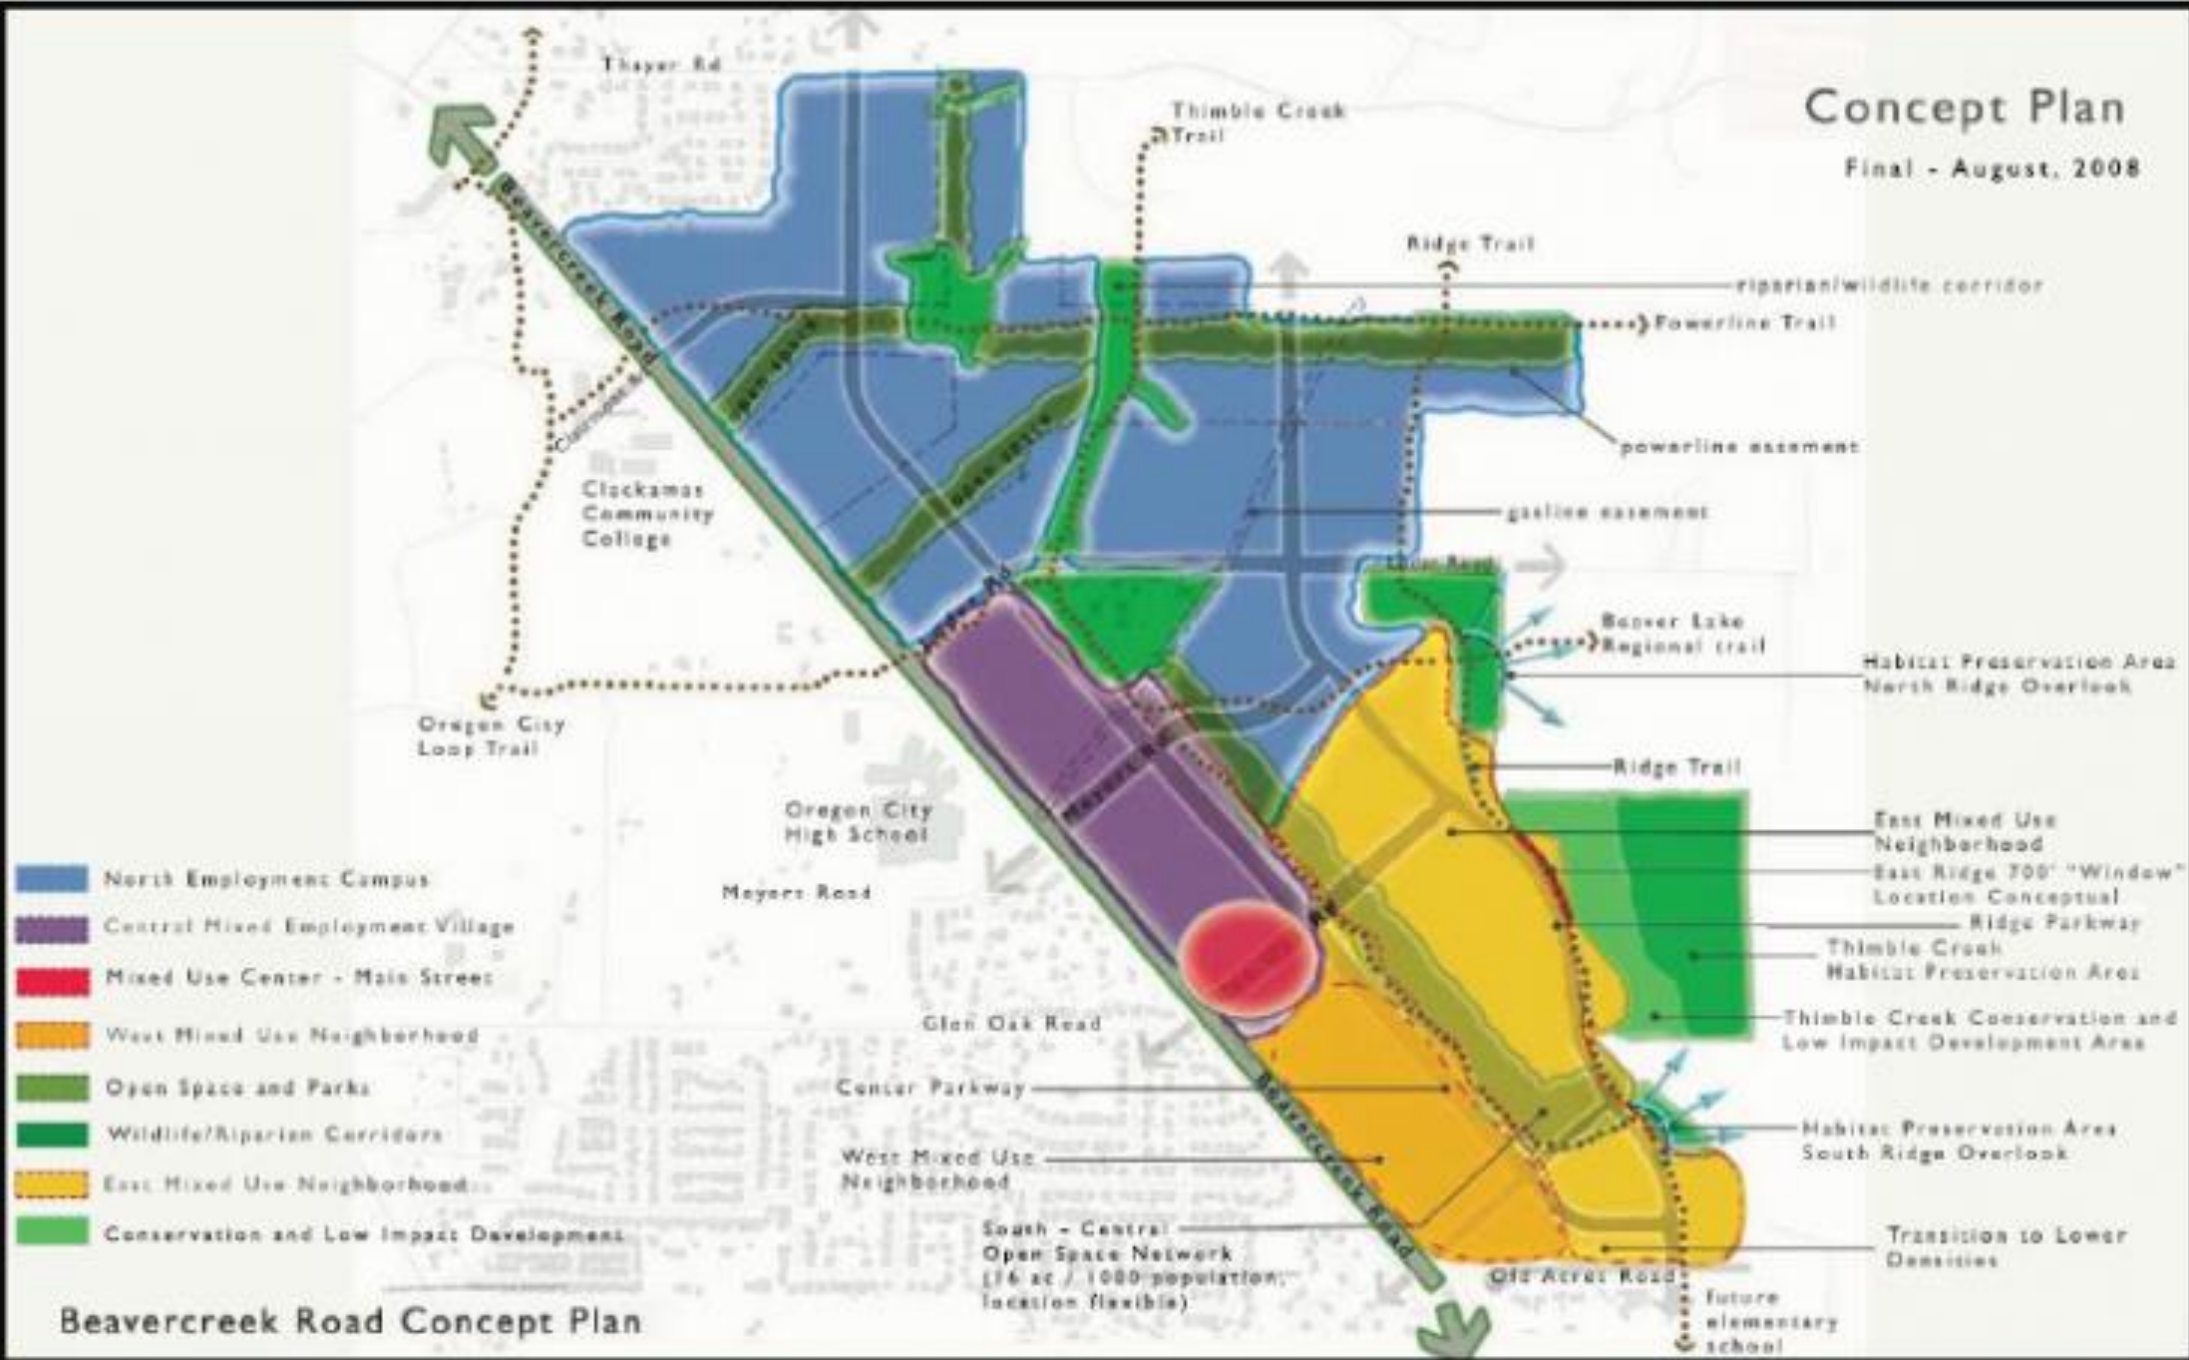 Thayer Rd
Thimble Creek
Trail
Concept Plan
Final - August, 2008
Ridge Trail
riparian/wildlife corridor
Powerline Trail
Beavercreek Road
open space
powerline easement
open space
Clackamas
Community
College
gasline easement
Beaver Lake
Regional trail
Habitat Preservation Area
North Ridge Overlook
Oregon City
Loop Trail
Ridge Trail
Meyers Rd
Oregon City
High School
East Mixed Use
Neighborhood
East Ridge 700' "Window"
Location Conceptual
Ridge Parkway
Meyers Road
Thimble Creek
Habitat Preservation Area
North Employment Campus
Central Mixed Employment Village
Mixed Use Center - Main Street
West Mixed Use Neighborhood
Open Space and Parks
Wildlife/Riparian Corridors
East Mixed Use Neighborhood
Conservation and Low Impact Development
Glen Oak Road
Thimble Creek Conservation and
Low Impact Development Area
Center Parkway
Beavercreek Road
Habitat Preservation Area
South Ridge Overlook
West Mixed Use
Neighborhood
South - Central
Open Space Network
(16 ac / 1000 population,
location flexible)
Transition to Lower
Densities
Old Acres Road
future
elementary
school
Beavercreek Road Concept Plan